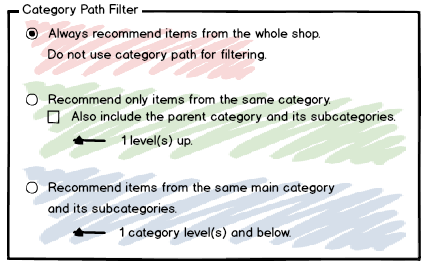 Category Path Filter
Always recommend items from the whole shop.
Do not use category path for filtering.
Recommend only items from the same category.
Also include the parent category and its subcategories.
1 level(s) up.
Recommend items from the same main category
and its subcategories.
1 category level(s) and below.